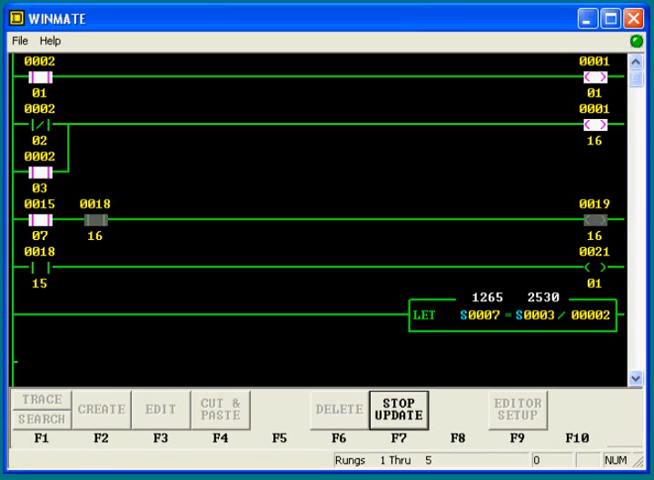 WINMATE
File Help
0002 0001
01 01
0002 0001
02 16
0002
03
0015 0018 0019
07 16 16
0018 0021
15 01
1265 2530
LET S0007 = S0003 / 00002
TRACE
SEARCH
CREATE
EDIT
CUT &
PASTE
DELETE
STOP
UPDATE
EDITOR
SETUP
F1 F2 F3 F4 F5 F6 F7 F8 F9 F10
Rungs 1 Thru 5 0 NUM